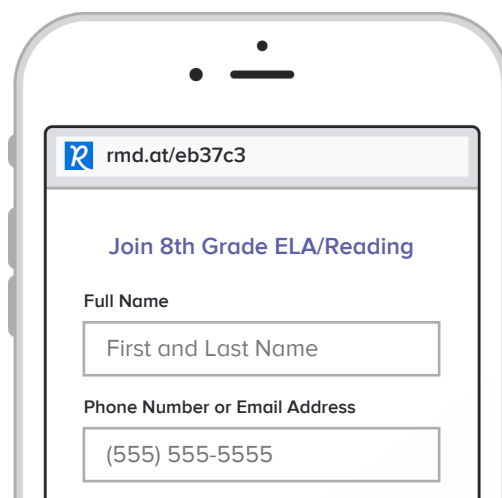 rmd.at/eb37c3
Join 8th Grade ELA/Reading
Full Name
First and Last Name
Phone Number or Email Address
(555) 555-5555